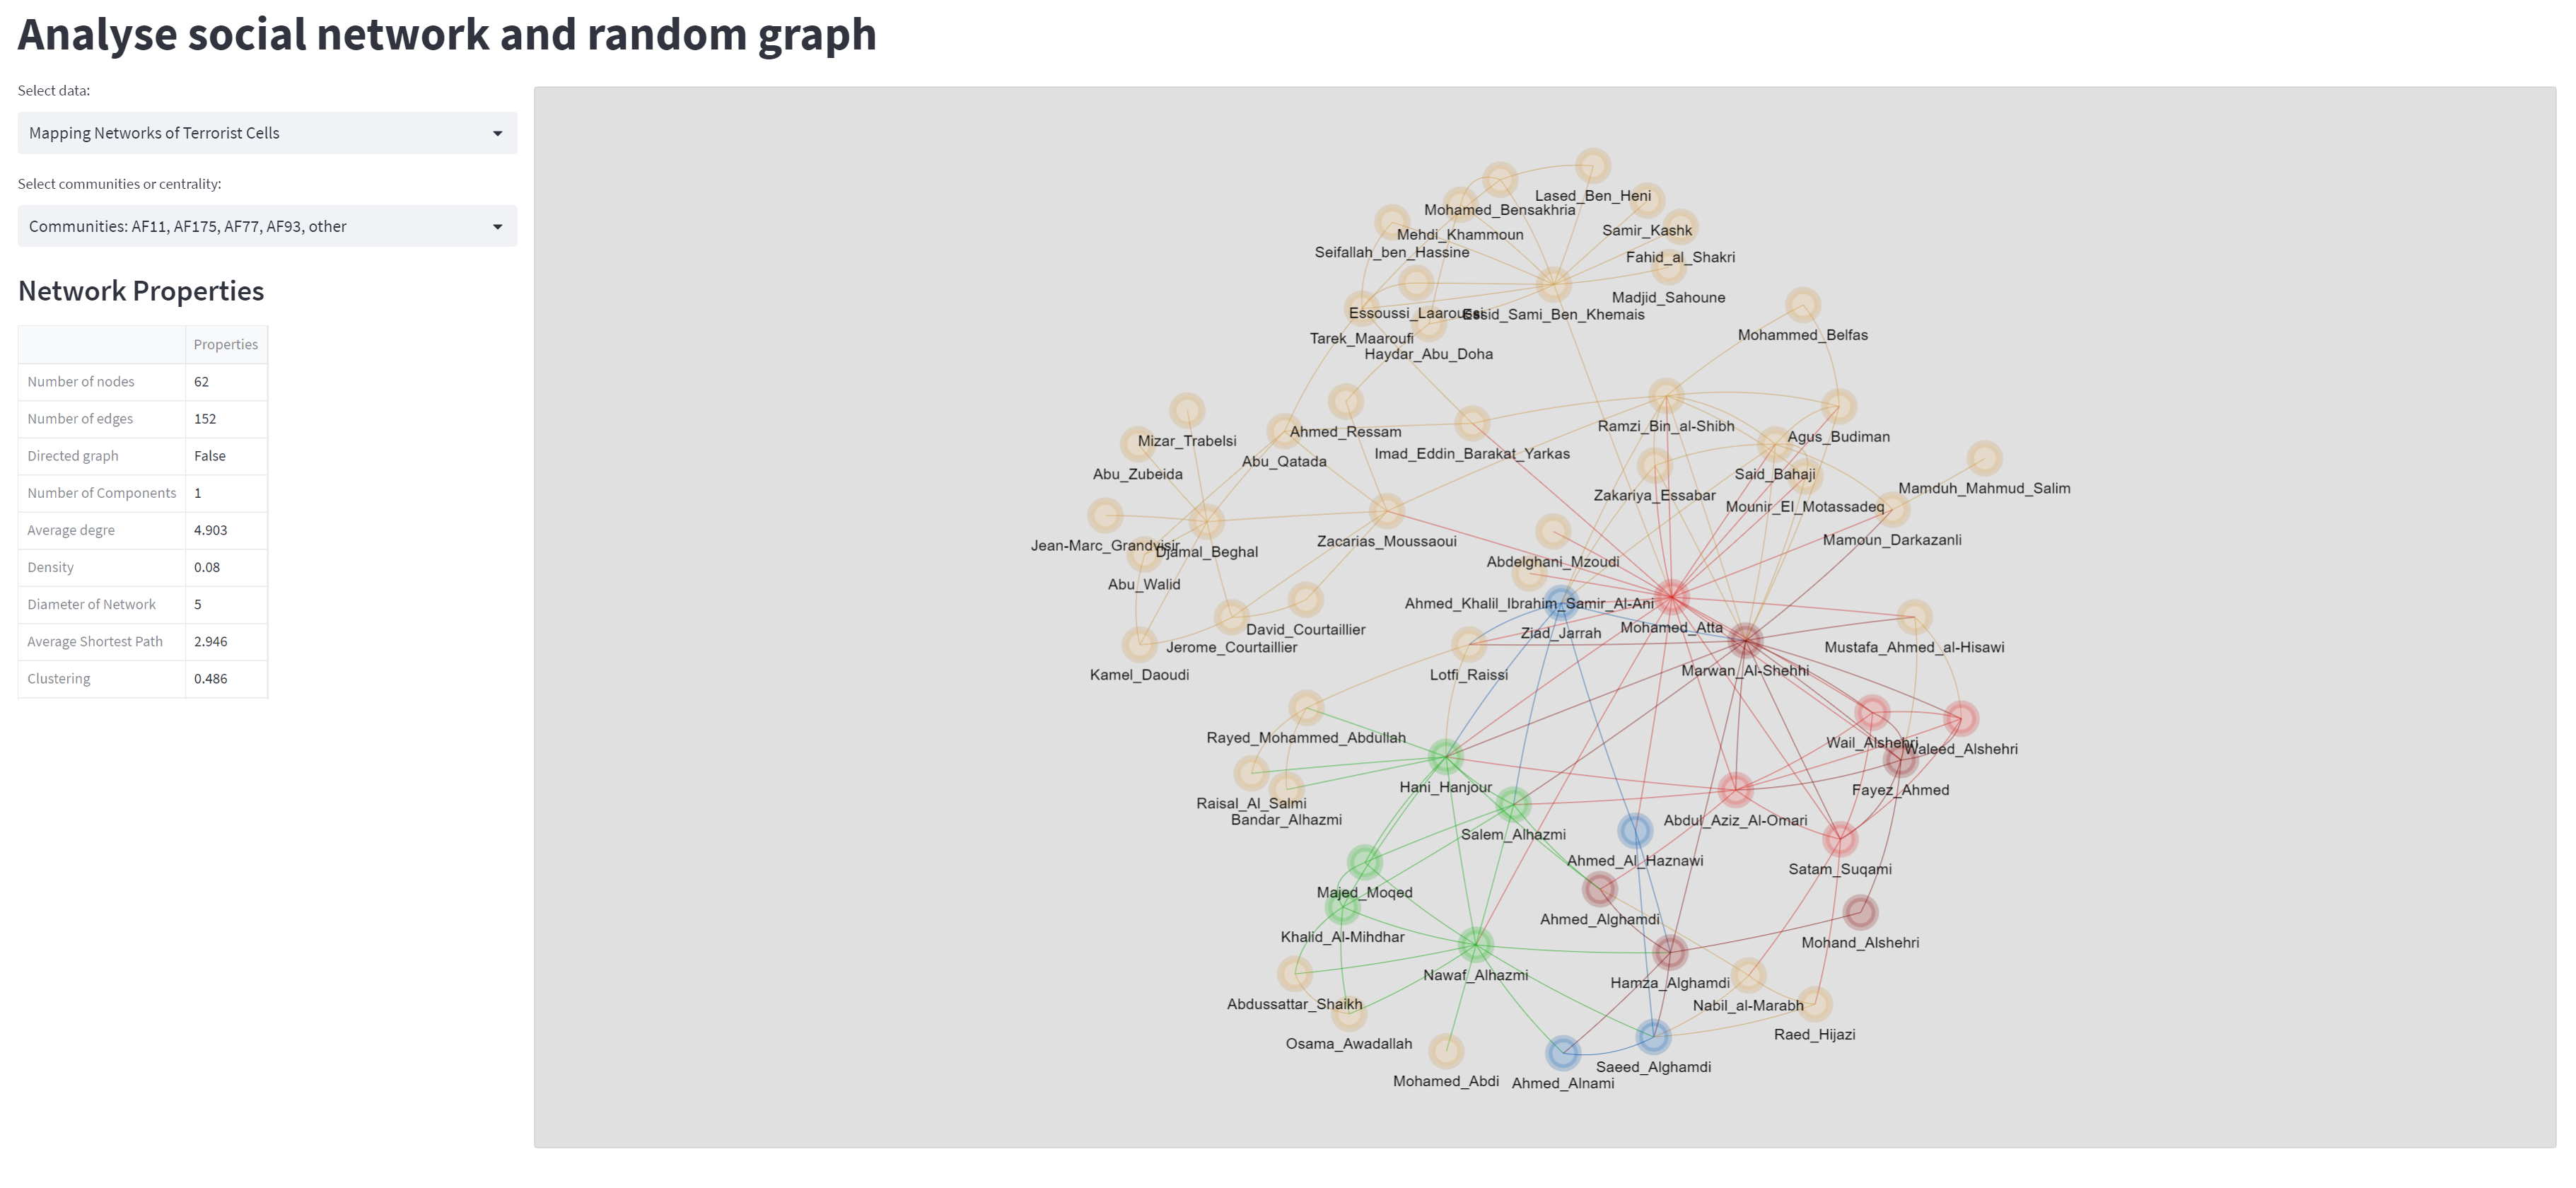 Analyse social network and random graph
Select data:
Mapping Networks of Terrorist Cells
Select communities or centrality:
Communities: AF11, AF175, AF77, AF93, other
Network Properties
Properties
Number of nodes 62
Number of edges 152
Directed graph False
Number of Components 1
Average degre 4.903
Density 0.08
Diameter of Network 5
Average Shortest Path 2.946
Clustering 0.486
Lased_Ben_Heni
Mohamed_Bensakhria
Samir_Kashk
Mehdi_Khammoun
Seifallah_ben_Hassine
Fahid_al_Shakri
Madjid_Sahoune
Essoussi_Laaroussi
Essid_Sami_Ben_Khemais
Mohammed_Belfas
Tarek_Maaroufi
Haydar_Abu_Doha
Ramzi_Bin_al-Shibh
Ahmed_Ressam
Agus_Budiman
Mizar_Trabelsi
Imad_Eddin_Barakat_Yarkas
Abu_Qatada
Abu_Zubeida
Said_Bahaji
Mamduh_Mahmud_Salim
Zakariya_Essabar
Mounir_El_Motassadeq
Mamoun_Darkazanli
Zacarias_Moussaoui
Jean-Marc_Grandvisir
Djamal_Beghal
Abdelghani_Mzoudi
Abu_Walid
Ahmed_Khalil_Ibrahim_Samir_Al-Ani
Mohamed_Atta
David_Courtaillier
Ziad_Jarrah
Jerome_Courtaillier
Mustafa_Ahmed_al-Hisawi
Marwan_Al-Shehhi
Kamel_Daoudi
Lotfi_Raissi
Rayed_Mohammed_Abdullah
Wail_Alshehri
Waleed_Alshehri
Hani_Hanjour
Fayez_Ahmed
Raisal_Al_Salmi
Bandar_Alhazmi
Abdul_Aziz_Al-Omari
Salem_Alhazmi
Ahmed_Al_Haznawi
Satam_Suqami
Majed_Moqed
Ahmed_Alghamdi
Khalid_Al-Mihdhar
Mohand_Alshehri
Nawaf_Alhazmi
Hamza_Alghamdi
Abdussattar_Shaikh
Nabil_al-Marabh
Raed_Hijazi
Osama_Awadallah
Saeed_Alghamdi
Mohamed_Abdi
Ahmed_Alnami